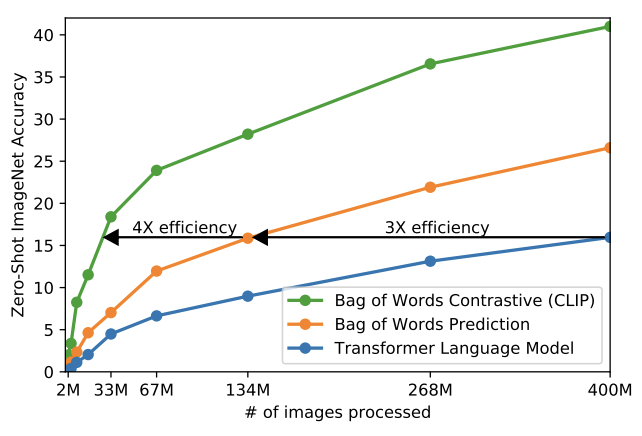 Zero-Shot ImageNet Accuracy
40
35
30
25
20
15
10
5
0
4X efficiency
3X efficiency
Bag of Words Contrastive (CLIP)
Bag of Words Prediction
Transformer Language Model
2M 33M 67M 134M 268M 400M
# of images processed